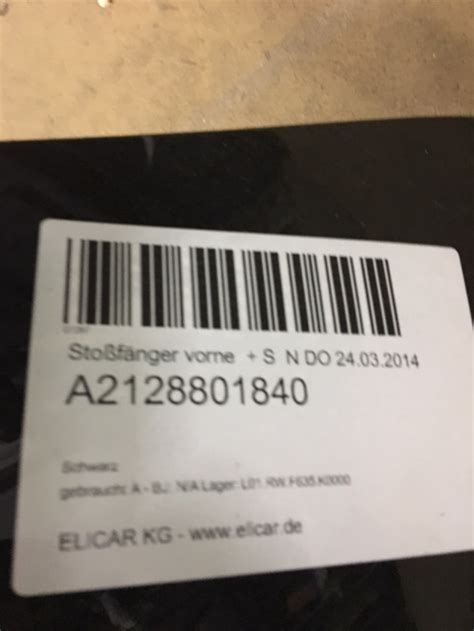 Stoßfänger vorne + S N DO 24.03.2014
A2128801840
Schwarz
gebraucht: A - BJ: N/A Lager: L01.RW.F635.K0000
ELICAR KG - www.elicar.de